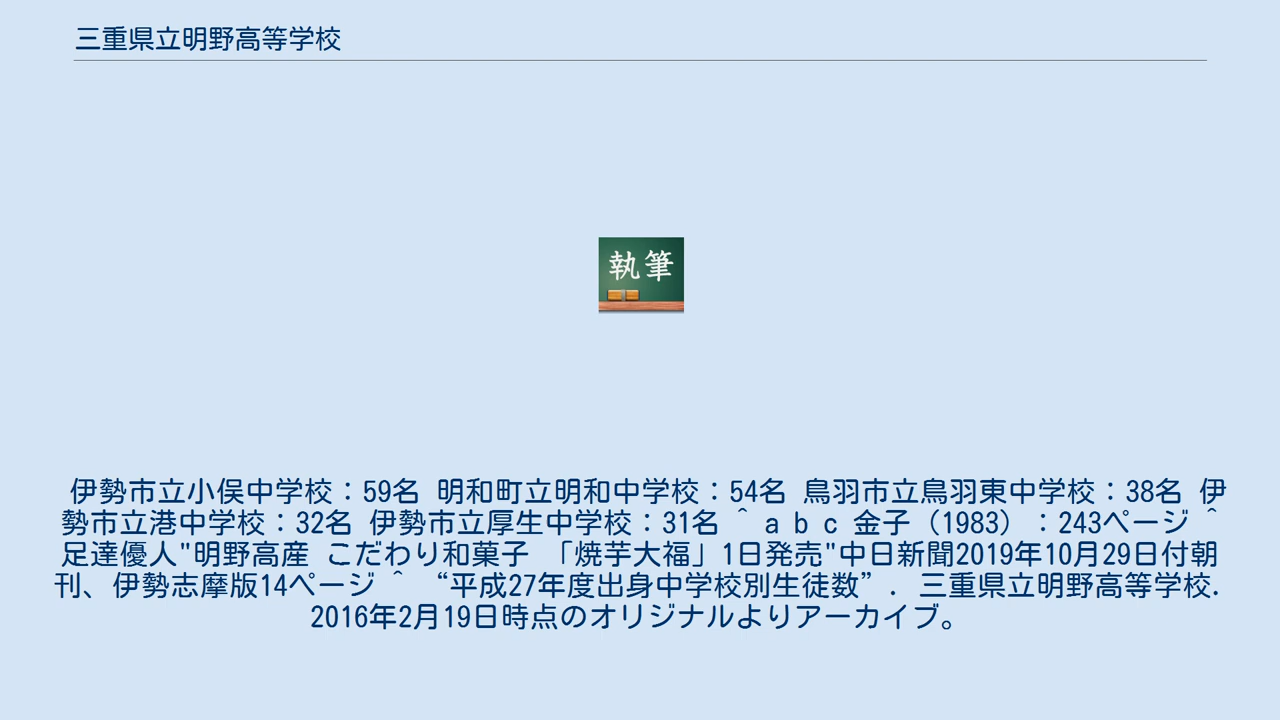 三重県立明野高等学校
執筆
伊勢市立小俣中学校：59名 明和町立明和中学校：54名 鳥羽市立鳥羽東中学校：38名 伊
勢市立港中学校：32名 伊勢市立厚生中学校：31名 ^ a b c 金子（1983）：243ページ ^
足達優人"明野高産 こだわり和菓子 「焼芋大福」1日発売"中日新聞2019年10月29日付朝
刊、伊勢志摩版14ページ ^ “平成27年度出身中学校別生徒数”. 三重県立明野高等学校.
2016年2月19日時点のオリジナルよりアーカイブ。